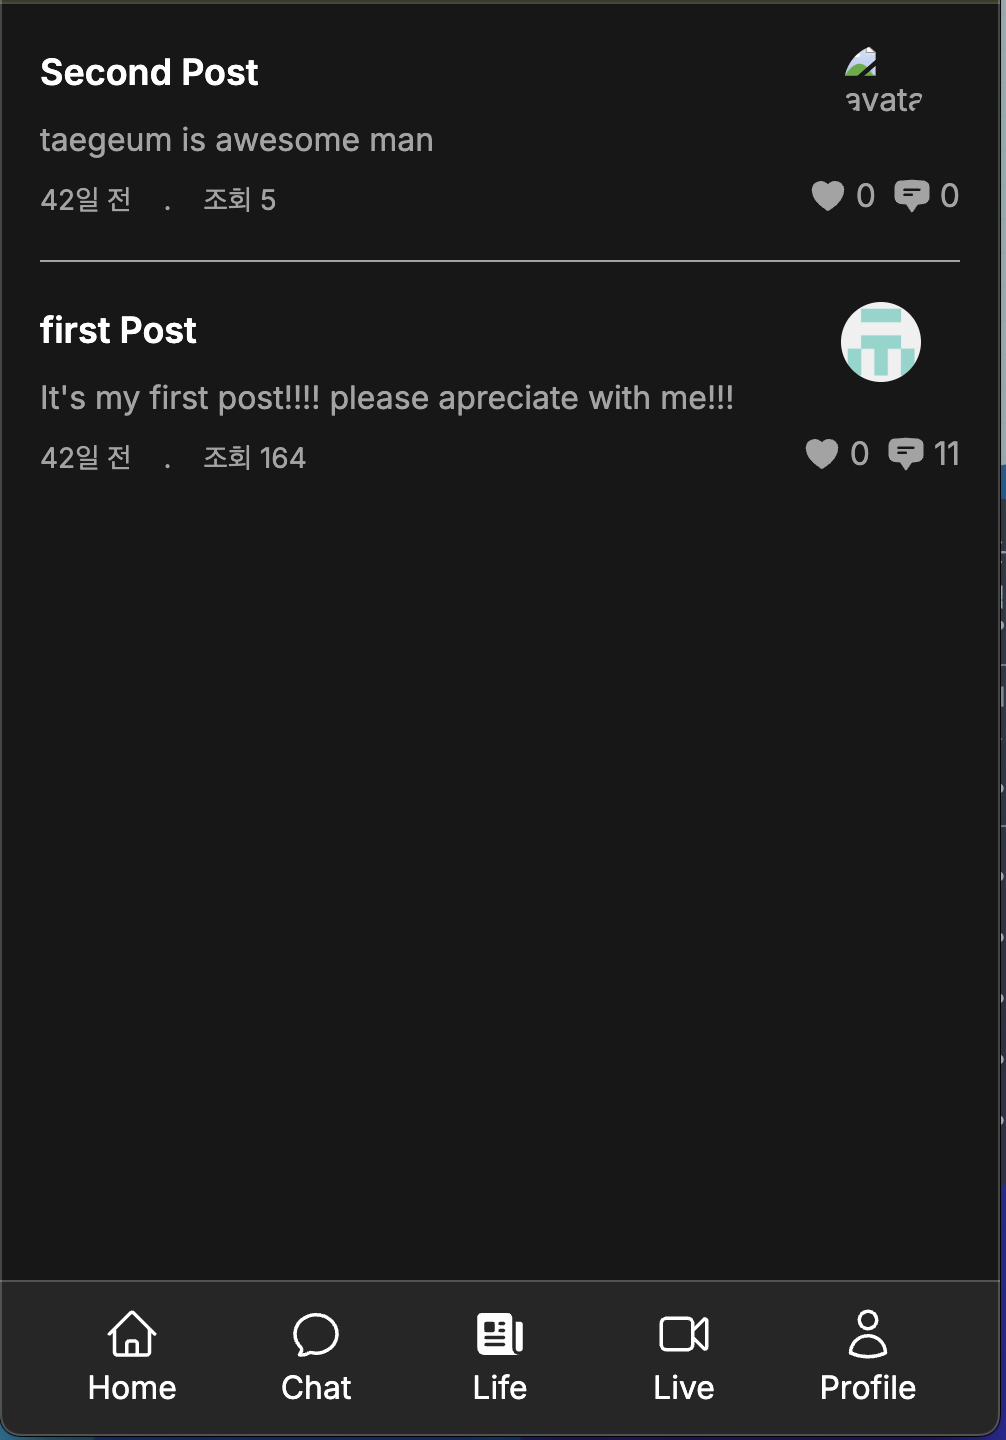 Second Post
avata
taegeum is awesome man
42일 전 . 조회 5
0 0
first Post
It's my first post!!!! please apreciate with me!!!
42일 전 . 조회 164
0 11
Home Chat Life Live Profile